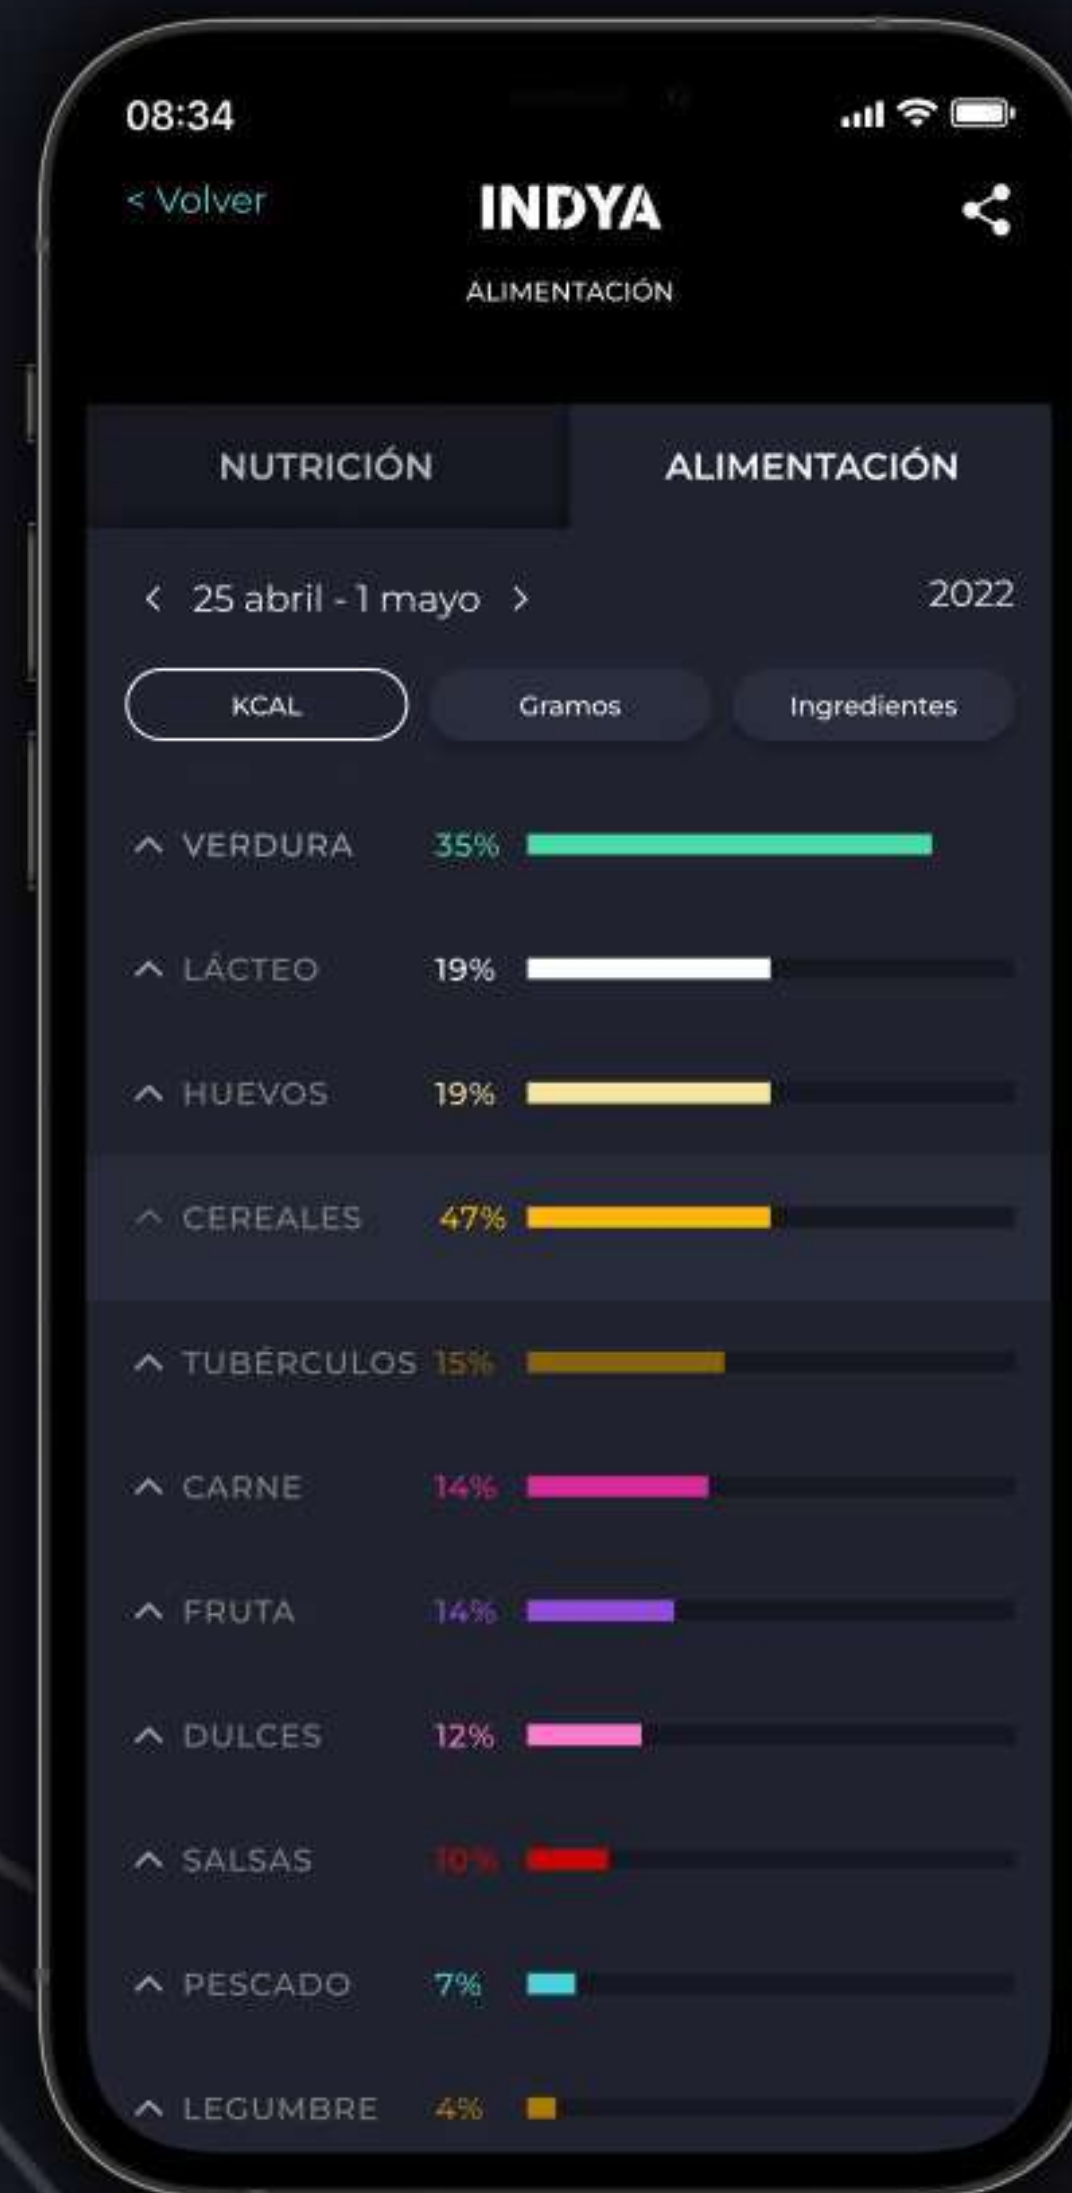 08:34
< Volver
INDYA
ALIMENTACIÓN
NUTRICIÓN
ALIMENTACIÓN
< 25 abril - 1 mayo > 2022
KCAL Gramos Ingredientes
VERDURA 35%
LÁCTEO 19%
HUEVOS 19%
CEREALES 47%
TUBÉRCULOS 15%
CARNE 14%
FRUTA 14%
DULCES 12%
SALSAS 10%
PESCADO 7%
LEGUMBRE 4%